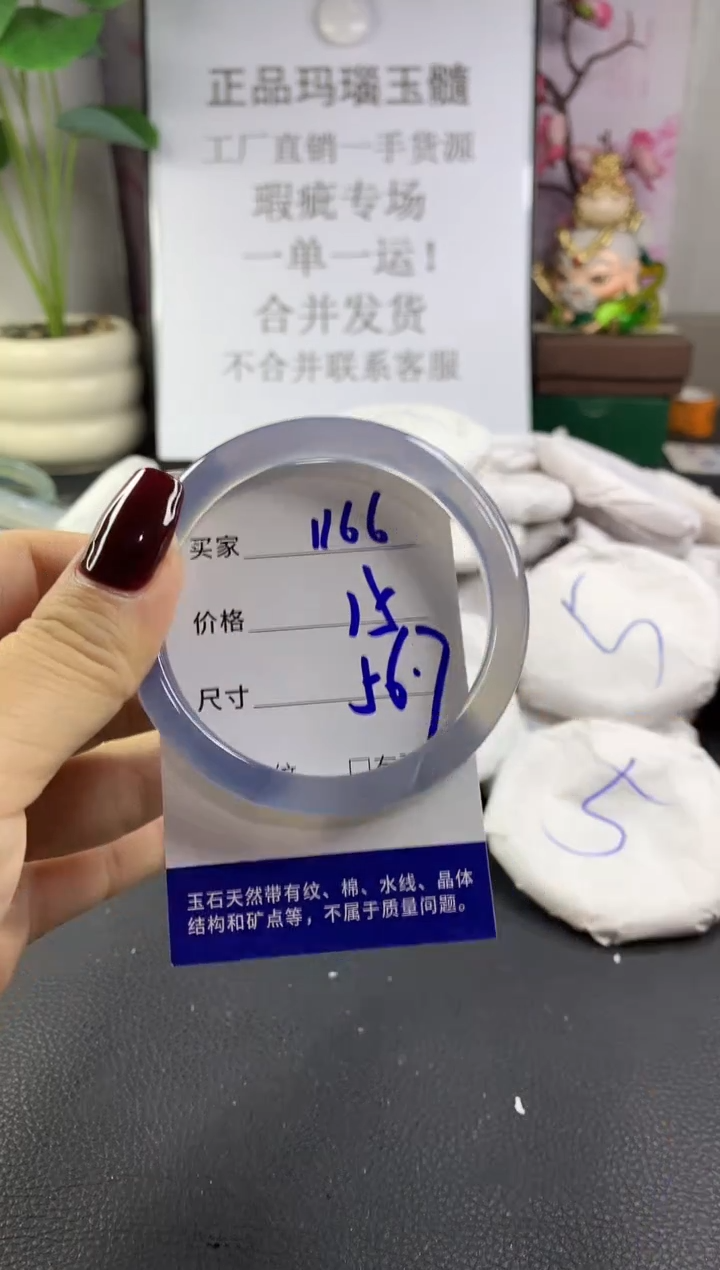 正品玛瑙玉髓
工厂直销一手货源
瑕疵专场
一单一运！
合并发货
不合并联系客服
买家 1166
价格 15
尺寸 56.7
纹 □有
玉石天然带有纹、棉、水线、晶体
结构和矿点等，不属于质量问题。
5
5